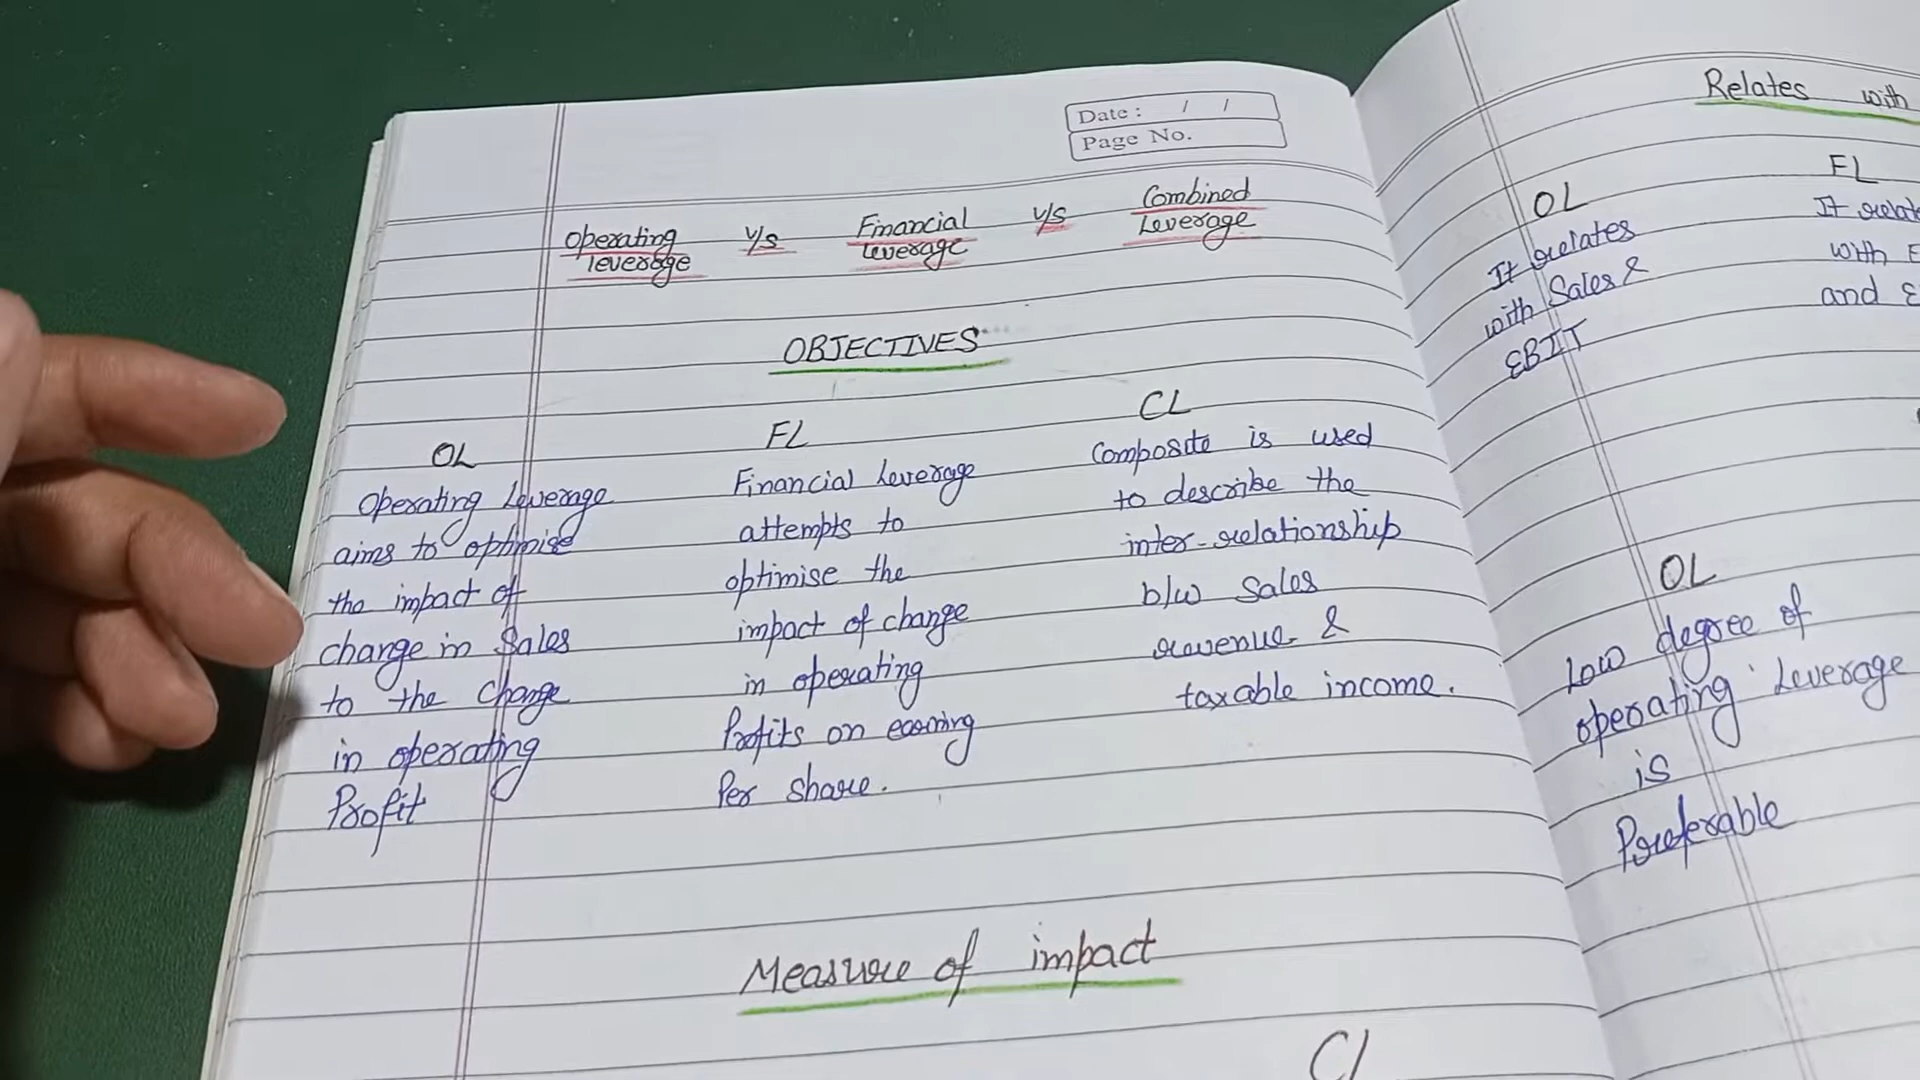 Date : / /
Page No.
Operating
leverage
V/s
Financial
leverage
V/s
Combined
Leverage
OBJECTIVES
OL
Operating Leverage
aims to optimise
the impact of
change in Sales
to the change
in operating
Profit
FL
Financial Leverage
attempts to
optimise the
impact of change
in operating
Profits on earning
Per share.
CL
Composite is used
to describe the
inter-relationship
b/w Sales
revenue &
taxable income.
Measure of impact
Relates with
OL
It relates
with Sales &
EBIT
FL
It
with
and
OL
Low degree of
operating Leverage
is
Preferable